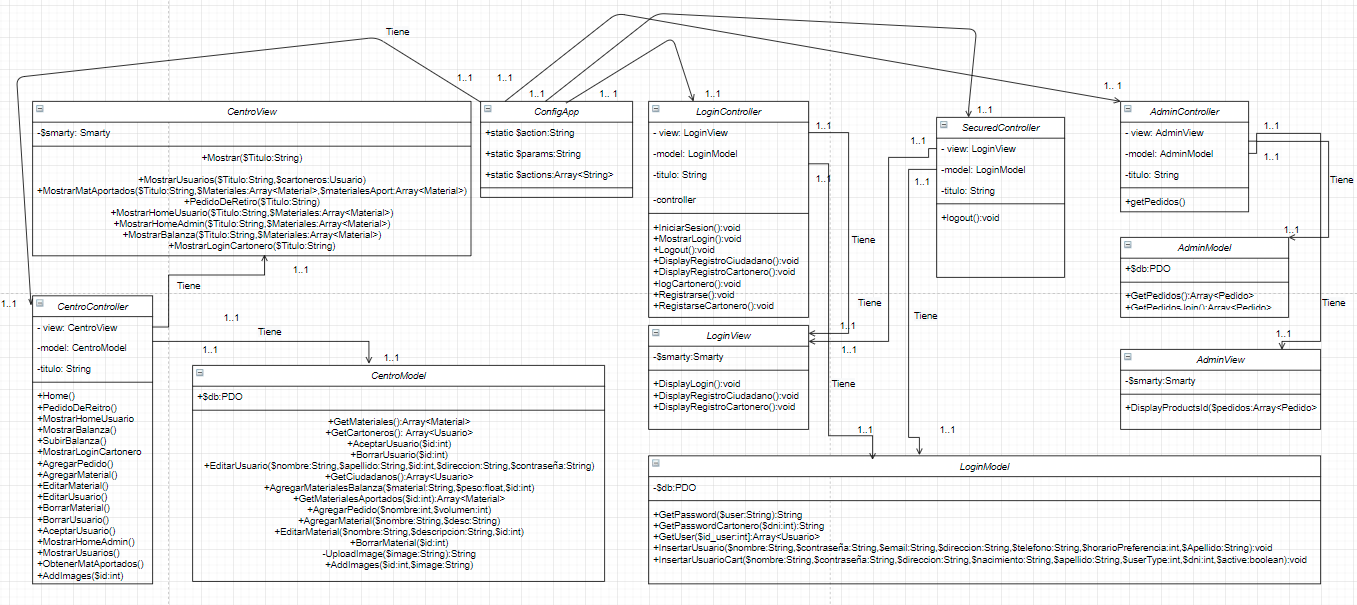 Tiene
1..1
1..1
1..1
1.. 1
1..1
1..1
1.. 1
CentroView
-$smarty: Smarty
+Mostrar($Titulo:String)
+MostrarUsuarios($Titulo:String,$cartoneros:Usuario)
+MostrarMatAportados($Titulo:String,$Materiales:Array<Material>,$materialesAport:Array<Material>)
+PedidoDeRetiro($Titulo:String)
+MostrarHomeUsuario($Titulo:String,$Materiales:Array<Material>)
+MostrarHomeAdmin($Titulo:String,$Materiales:Array<Material>)
+MostrarBalanza($Titulo:String,$Materiales:Array<Material>)
+MostrarLoginCartonero($Titulo:String)
ConfigApp
+static $action:String
+static $params:String
+static $actions:Array<String>
LoginController
- view: LoginView
-model: LoginModel
-titulo: String
-controller
+IniciarSesion():void
+MostrarLogin():void
+Logout():void
+DisplayRegistroCiudadano():void
+DisplayRegistroCartonero():void
+logCartonero():void
+Registrarse():void
+RegistarseCartonero():void
1..1
1..1
Tiene
Tiene
1..1
1..1
SecuredController
- view: LoginView
-model: LoginModel
-titulo: String
+logout():void
AdminController
- view: AdminView
-model: AdminModel
-titulo: String
+getPedidos()
1..1
1..1
Tiene
1..1
AdminModel
+$db:PDO
+GetPedidos():Array<Pedido>
+GetPedidosJoin():Array<Pedido>
Tiene
1..1
AdminView
-$smarty:Smarty
+DisplayProductsId($pedidos:Array<Pedido>
1..1
Tiene
1..1
CentroController
- view: CentroView
-model: CentroModel
-titulo: String
+Home()
+PedidoDeReitro()
+MostrarHomeUsuario
+MostrarBalanza()
+SubirBalanza()
+MostrarLoginCartonero
+AgregarPedido()
+AgregarMaterial()
+EditarMaterial()
+EditarUsuario()
+BorrarMaterial()
+BorrarUsuario()
+AceptarUsuario()
+MostrarHomeAdmin()
+MostrarUsuarios()
+ObtenerMatAportados()
+AddImages($id:int)
1..1
Tiene
1..1
1..1
CentroModel
+$db:PDO
+GetMateriales():Array<Material>
+GetCartoneros(): Array<Usuario>
+AceptarUsuario($id:int)
+BorrarUsuario($id:int)
+EditarUsuario($nombre:String,$apellido:String,$id:int,$direccion:String,$contraseña:String)
+GetCiudadanos():Array<Usuario>
+AgregarMaterialesBalanza($material:String,$peso:float,$id:int)
+GetMaterialesAportados($id:int):Array<Material>
+AgregarPedido($nombre:int,$volumen:int)
+AgregarMaterial($nombre:String,$desc:String)
+EditarMaterial($nombre:String,$descripcion:String,$id:int)
+BorrarMaterial($id:int)
-UploadImage($image:String):String
+AddImages($id:int,$image:String)
LoginView
-$smarty:Smarty
+DisplayLogin():void
+DisplayRegistroCiudadano():void
+DisplayRegistroCartonero():void
1..1
1..1
Tiene
Tiene
1..1
1..1
LoginModel
-$db:PDO
+GetPassword($user:String):String
+GetPasswordCartonero($dni:int):String
+GetUser($id_user:int]:Array<Usuario>
+InsertarUsuario($nombre:String,$contraseña:String,$email:String,$direccion:String,$telefono:String,$horarioPreferencia:int,$Apellido:String):void
+InsertarUsuarioCart($nombre:String,$contraseña:String,$direccion:String,$nacimiento:String,$apellido:String,$userType:int,$dni:int,$active:boolean):void